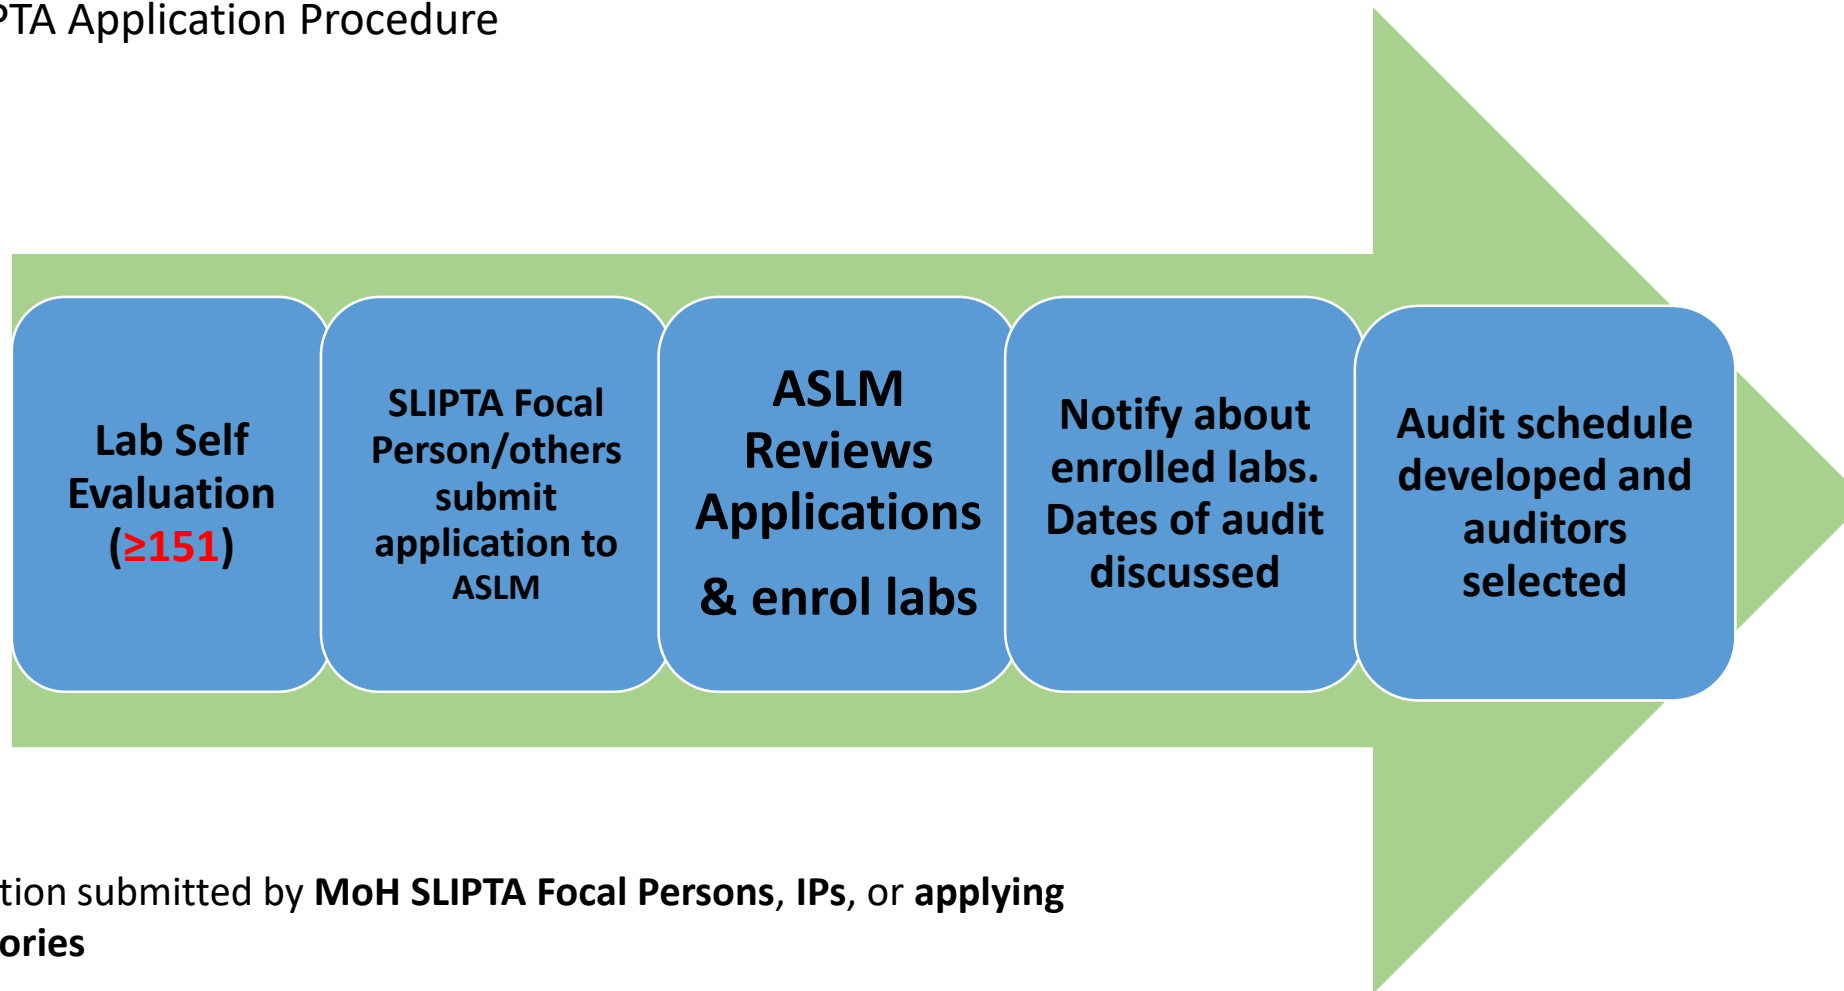 PTA Application Procedure
Lab Self
Evaluation
(≥151)
SLIPTA Focal
Person/others
submit
application to
ASLM
ASLM
Reviews
Applications
& enrol labs
Notify about
enrolled labs.
Dates of audit
discussed
Audit schedule
developed and
auditors
selected
tion submitted by MoH SLIPTA Focal Persons, IPs, or applying
ories